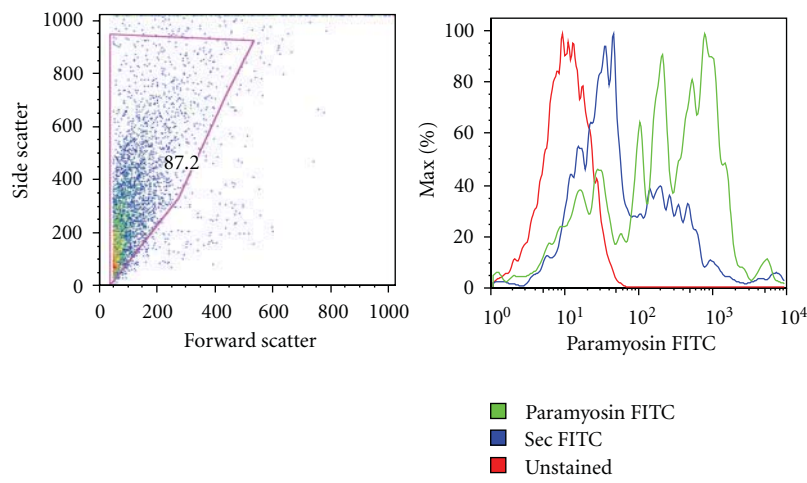 1000
800
600
400
200
0
Side scatter
87.2
0 200 400 600 800 1000
Forward scatter
100
80
60
40
20
0
Max (%)
10^0 10^1 10^2 10^3 10^4
Paramyosin FITC
Paramyosin FITC
Sec FITC
Unstained